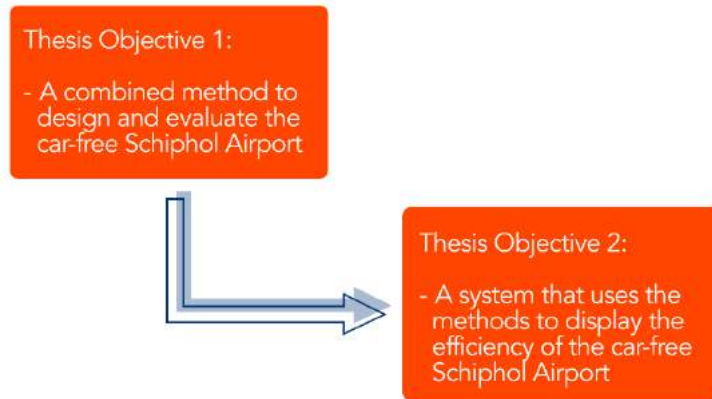 Thesis Objective 1:
- A combined method to
design and evaluate the
car-free Schiphol Airport
Thesis Objective 2:
- A system that uses the
methods to display the
efficiency of the car-free
Schiphol Airport